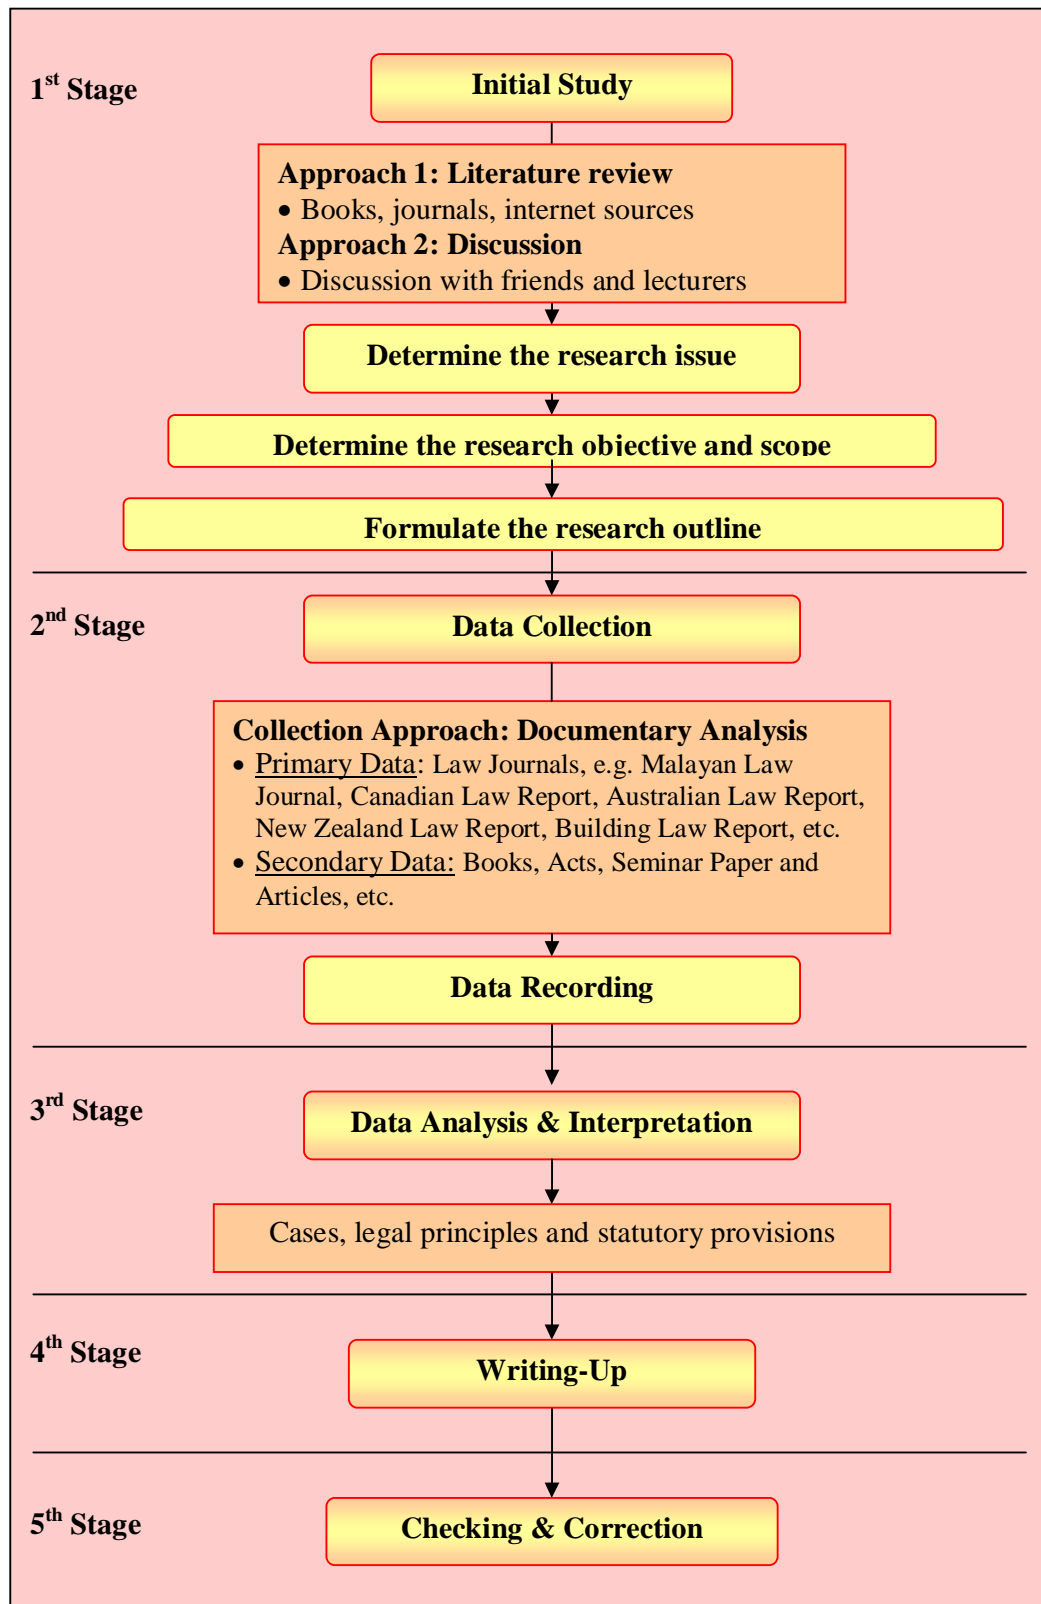 1st Stage
Initial Study
Approach 1: Literature review
• Books, journals, internet sources
Approach 2: Discussion
• Discussion with friends and lecturers
Determine the research issue
Determine the research objective and scope
Formulate the research outline
2nd Stage
Data Collection
Collection Approach: Documentary Analysis
• Primary Data: Law Journals, e.g. Malayan Law
Journal, Canadian Law Report, Australian Law Report,
New Zealand Law Report, Building Law Report, etc.
• Secondary Data: Books, Acts, Seminar Paper and
Articles, etc.
Data Recording
3rd Stage
Data Analysis & Interpretation
Cases, legal principles and statutory provisions
4th Stage
Writing-Up
5th Stage
Checking & Correction